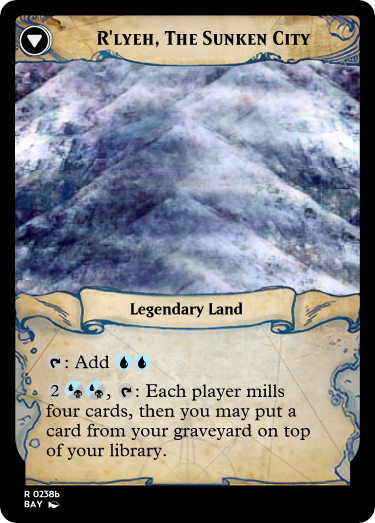 R'lyeh, The Sunken City
Legendary Land
: Add
2 , : Each player mills
four cards, then you may put a
card from your graveyard on top
of your library.
R 0238b
BAY